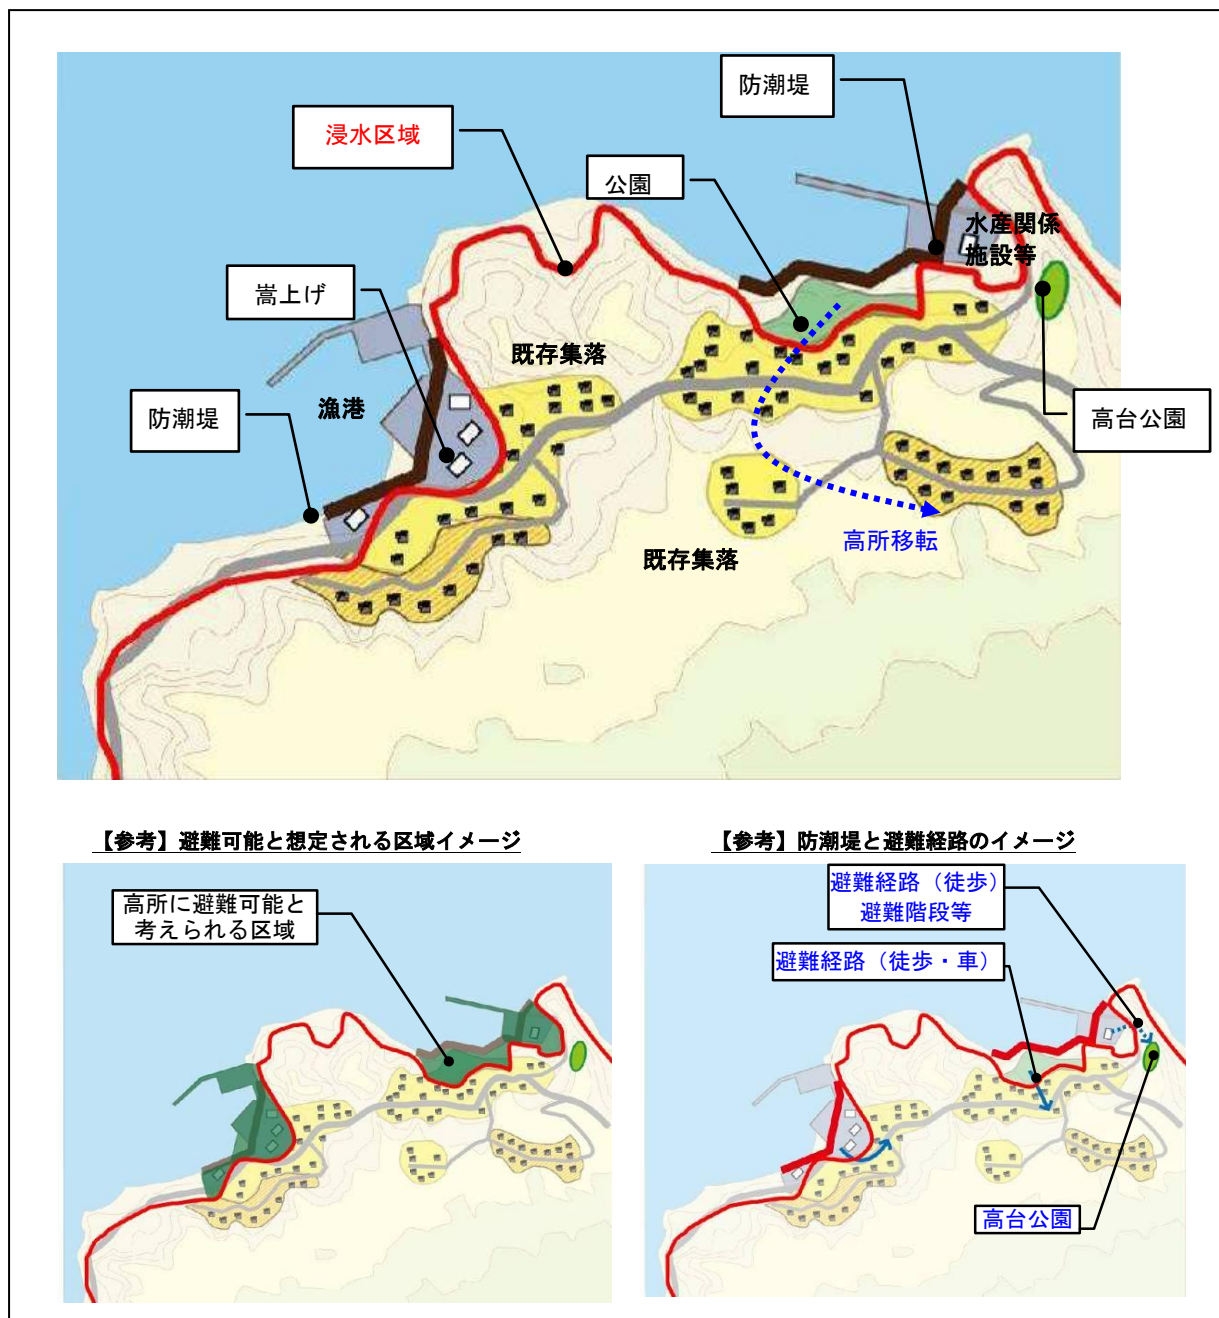 防潮堤
浸水区域
公園
水産関係
施設等
嵩上げ
既存集落
漁港
防潮堤
高台公園
高所移転
既存集落
【参考】避難可能と想定される区域イメージ
高所に避難可能と
考えられる区域
【参考】防潮堤と避難経路のイメージ
避難経路（徒歩）
避難階段等
避難経路（徒歩・車）
高台公園